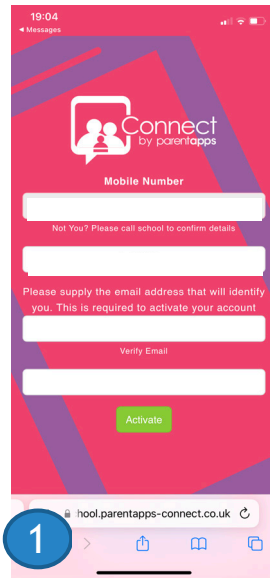 19:04
Messages
Connect
by parentapps
Mobile Number
Not You? Please call school to confirm details
Please supply the email address that will identify
you. This is required to activate your account
Verify Email
Activate
hool.parentapps-connect.co.uk
1